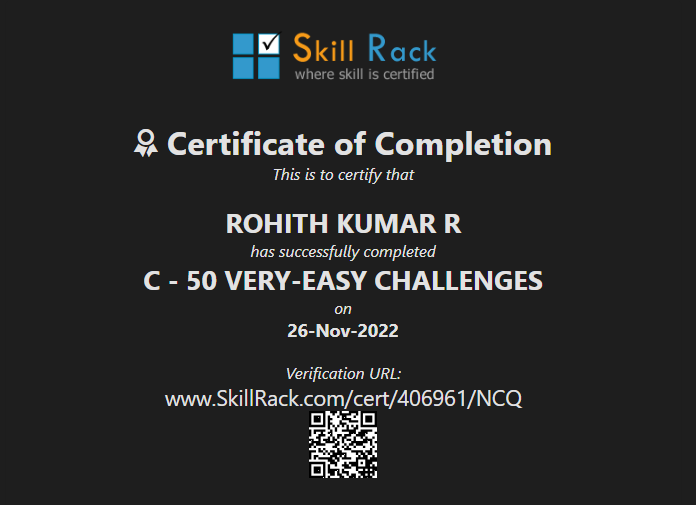 Skill Rack
where skill is certified
Certificate of Completion
This is to certify that
ROHITH KUMAR R
has successfully completed
C - 50 VERY-EASY CHALLENGES
on
26-Nov-2022
Verification URL:
www.SkillRack.com/cert/406961/NCQ